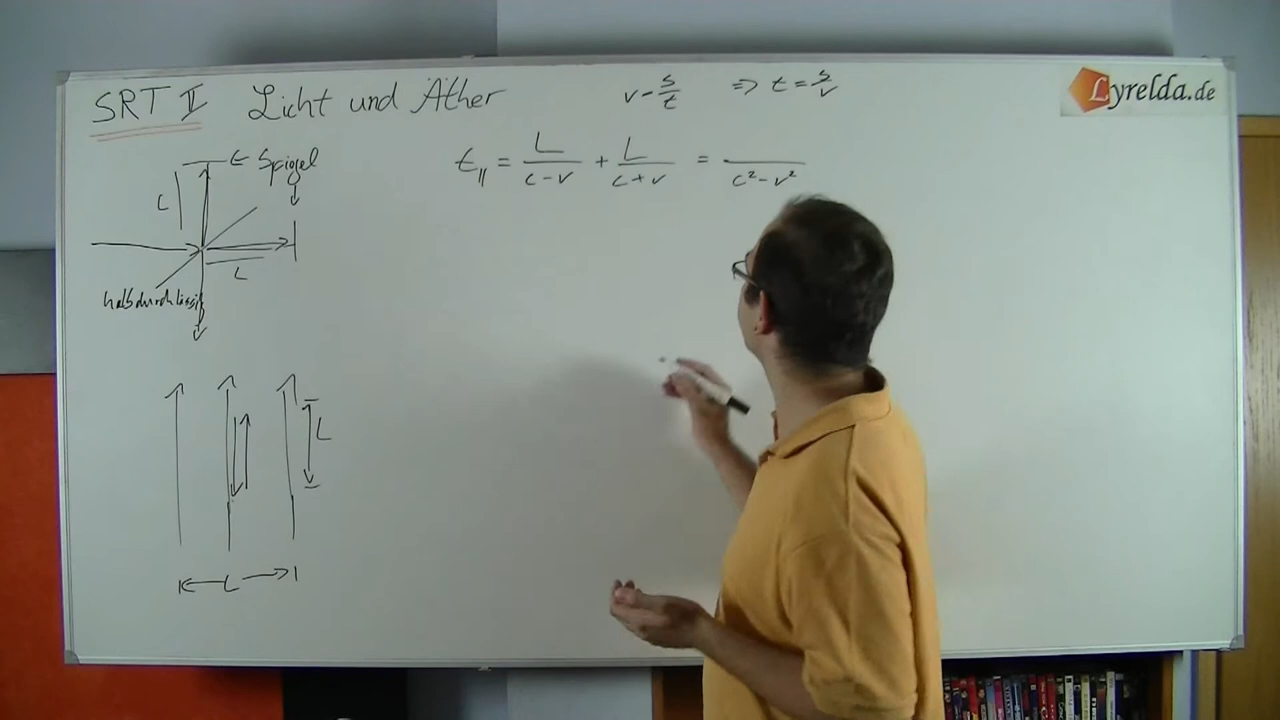 SRT II Licht und Äther
v = s/t ⇒ t = s/v
Lyrelda.de
t∥ = L/(c-v) + L/(c+v) = /(c²-v²)
← Spiegel
L
L
halbdurchlässig
L
L